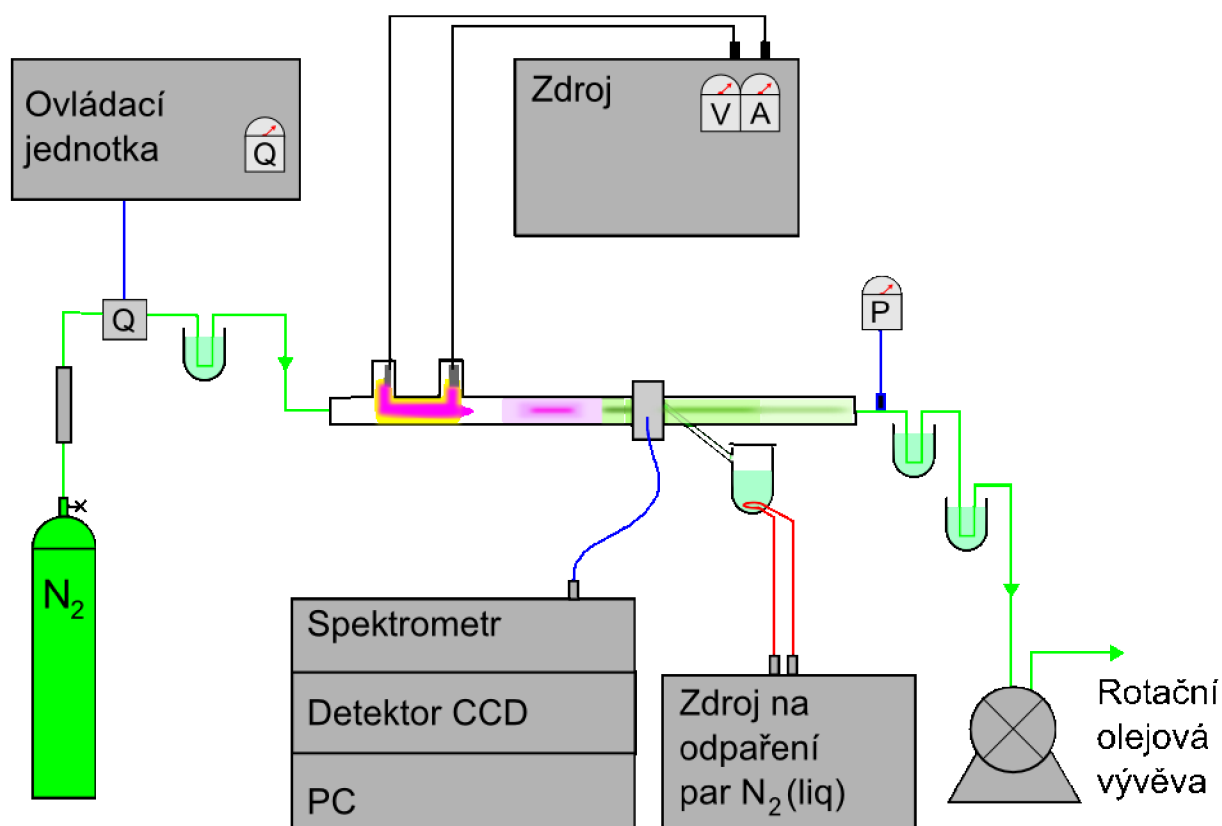 Ovládací
jednotka
Q
Zdroj
V A
Q
P
N₂
Spektrometr
Detektor CCD
PC
Zdroj na
odpaření
par N₂(liq)
Rotační
olejová
vývěva